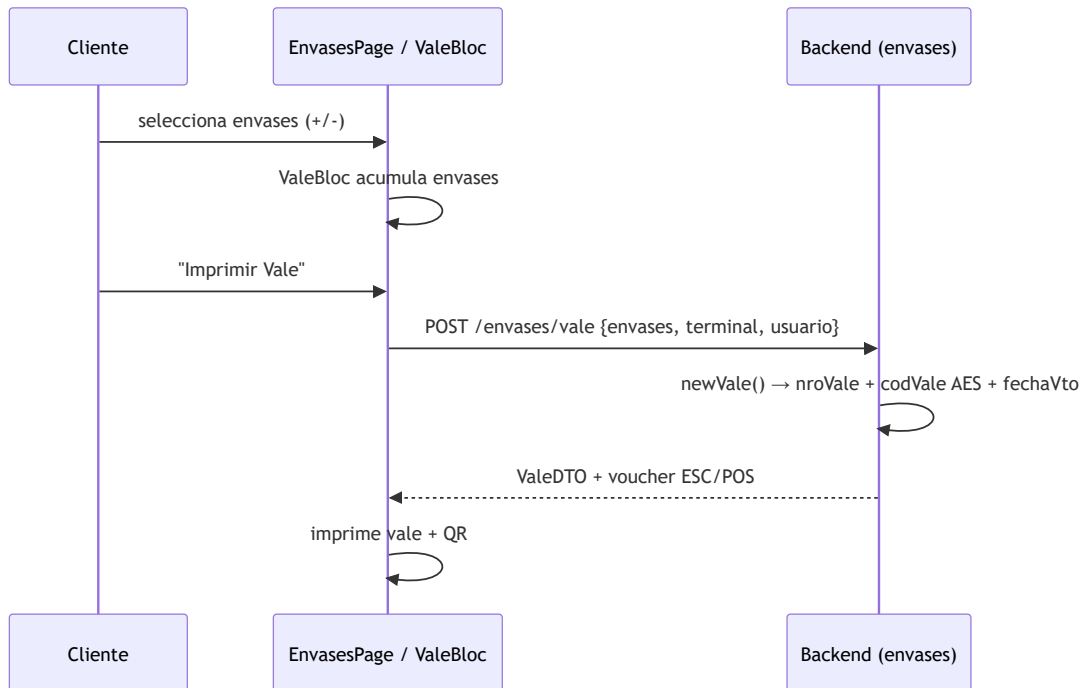 Cliente
EnvasesPage / ValeBloc
Backend (envases)
selecciona envases (+/-)
ValeBloc acumula envases
"Imprimir Vale"
POST /envases/vale {envases, terminal, usuario}
newVale() → nroVale + codVale AES + fechaVto
ValeDTO + voucher ESC/POS
imprime vale + QR
Cliente
EnvasesPage / ValeBloc
Backend (envases)